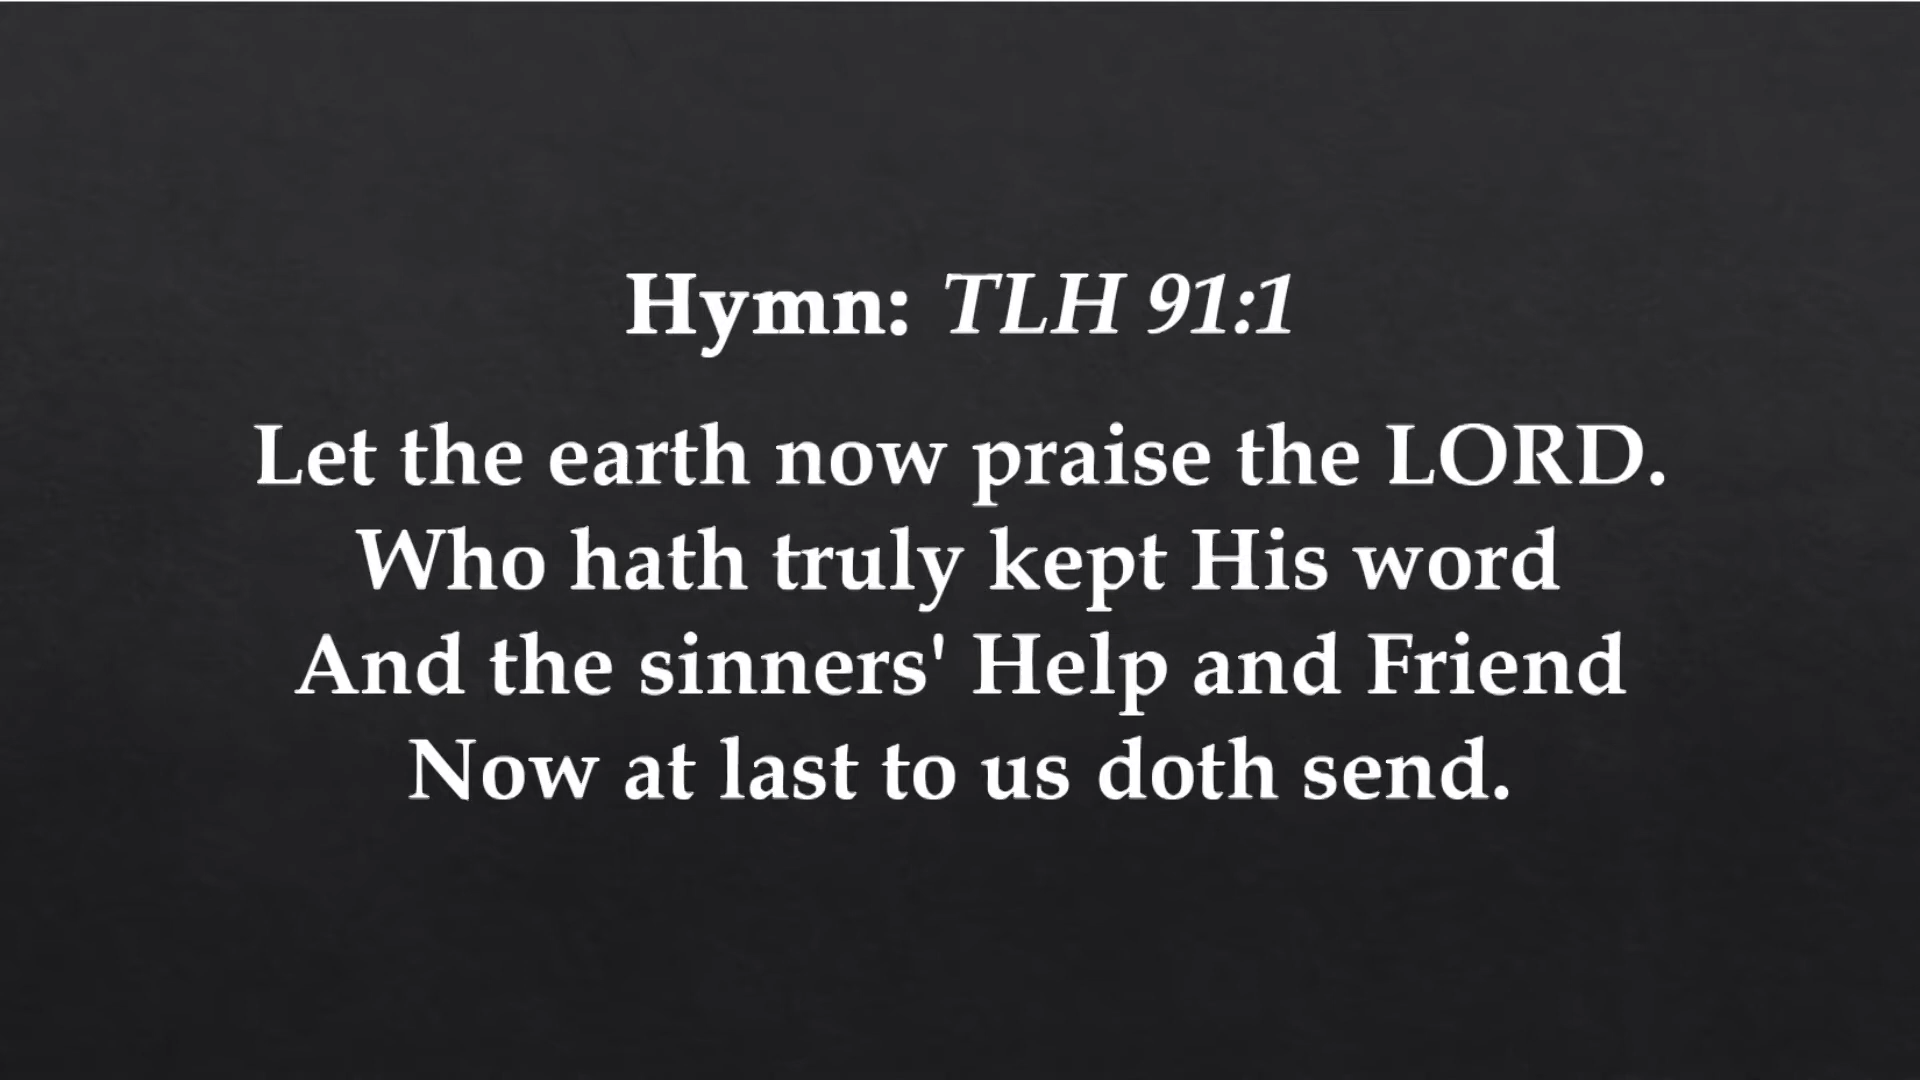 Hymn: TLH 91:1
Let the earth now praise the LORD.
Who hath truly kept His word
And the sinners' Help and Friend
Now at last to us doth send.